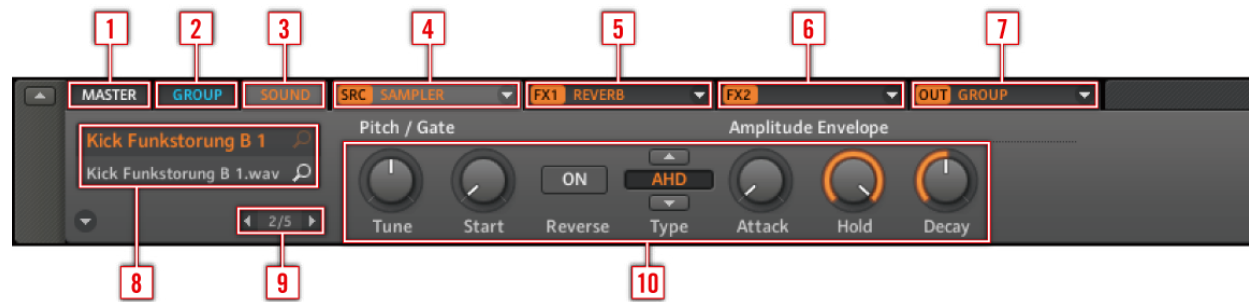 1 2 3 4 5 6 7
MASTER GROUP SOUND SRC SAMPLER FX1 REVERB FX2 OUT GROUP
Pitch / Gate Amplitude Envelope
Kick Funkstorung B 1
Kick Funkstorung B 1.wav
ON AHD
2/5
Tune Start Reverse Type Attack Hold Decay
8 9 10